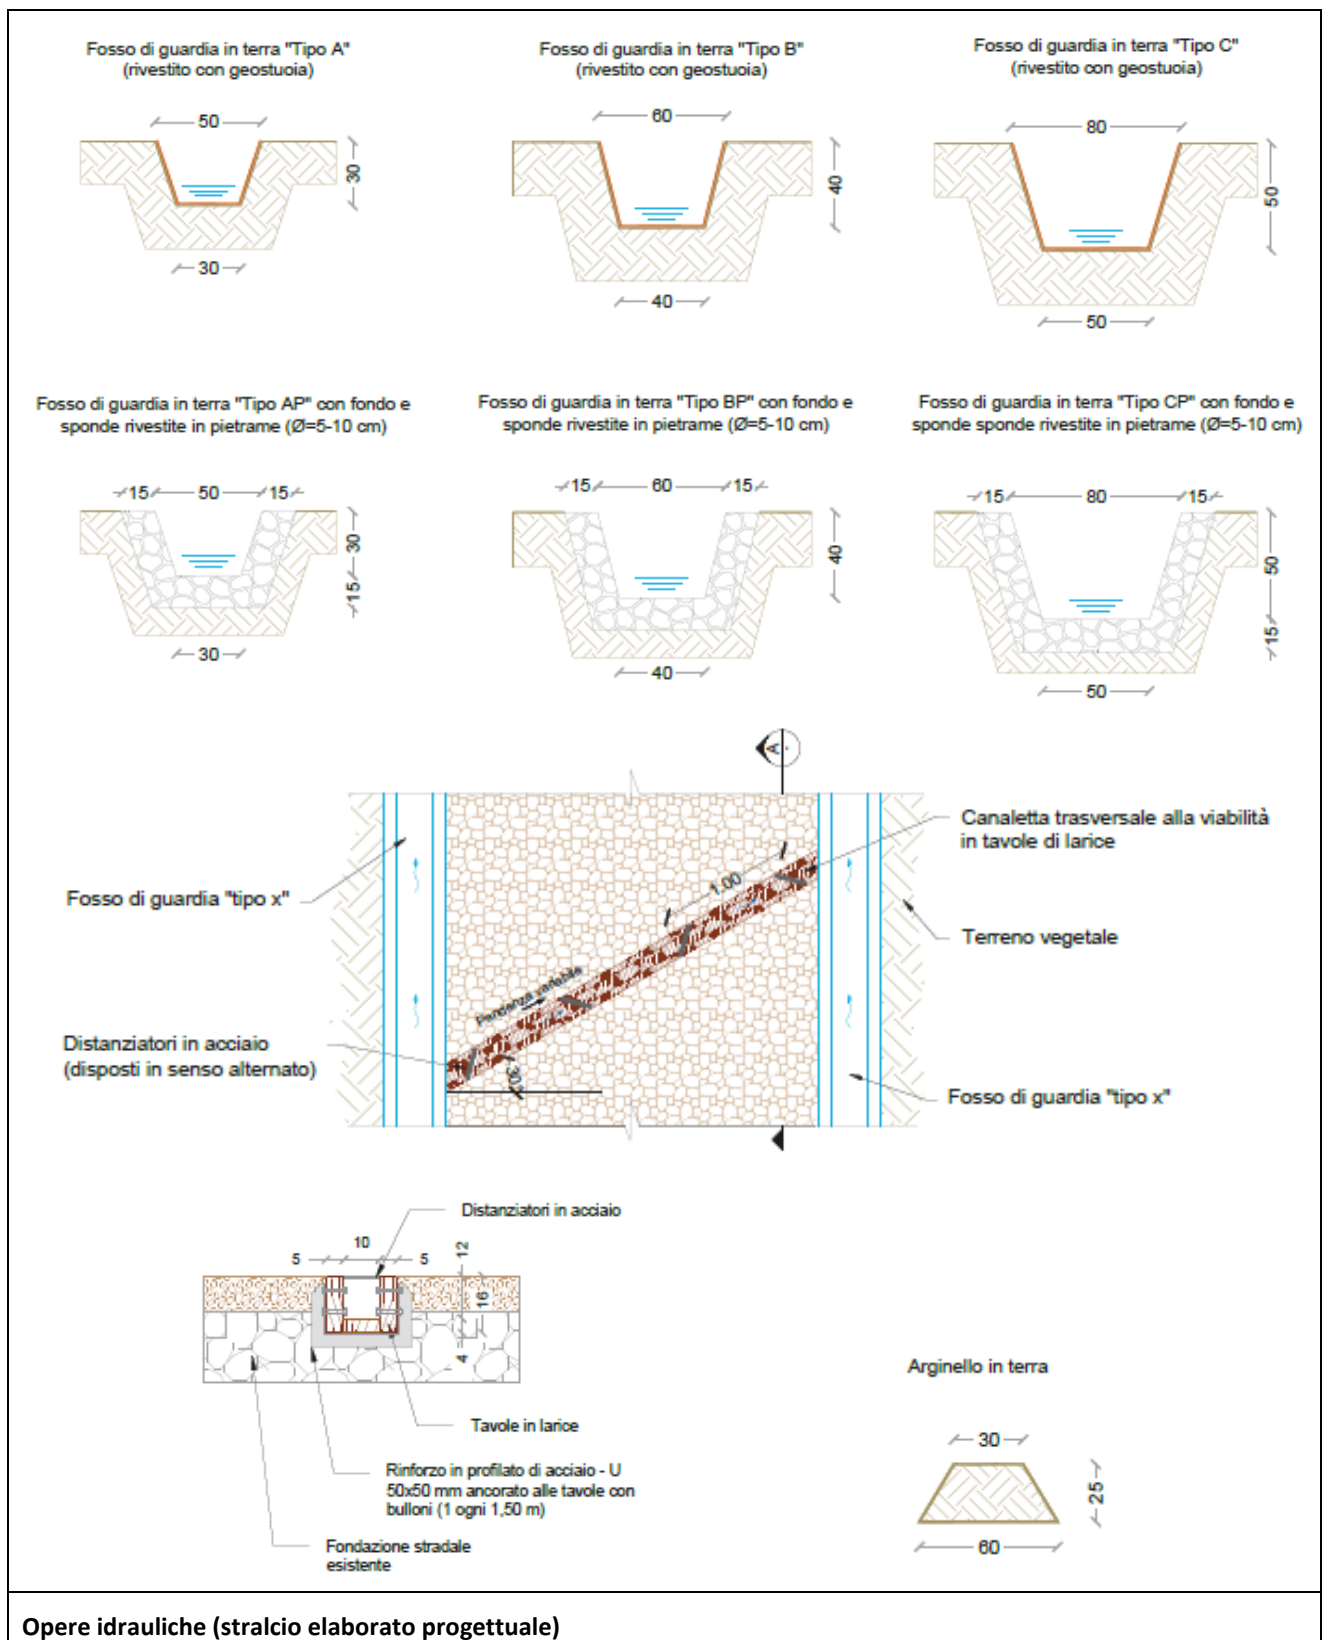 Fosso di guardia in terra "Tipo A"
(rivestito con geostuoia)
50
30
30
Fosso di guardia in terra "Tipo B"
(rivestito con geostuoia)
60
40
40
Fosso di guardia in terra "Tipo C"
(rivestito con geostuoia)
80
50
50
Fosso di guardia in terra "Tipo AP" con fondo e
sponde rivestite in pietrame (Ø=5-10 cm)
15 50 15
30
15
30
Fosso di guardia in terra "Tipo BP" con fondo e
sponde rivestite in pietrame (Ø=5-10 cm)
15 60 15
40
40
Fosso di guardia in terra "Tipo CP" con fondo e
sponde sponde rivestite in pietrame (Ø=5-10 cm)
15 80 15
50
15
50
A
Canaletta trasversale alla viabilità
in tavole di larice
1.00
Fosso di guardia "tipo x"
Terreno vegetale
Pendenza variabile
Distanziatori in acciaio
(disposti in senso alternato)
30°
Fosso di guardia "tipo x"
Distanziatori in acciaio
5 10 5
12
16
4
Tavole in larice
Rinforzo in profilato di acciaio - U
50x50 mm ancorato alle tavole con
bulloni (1 ogni 1,50 m)
Fondazione stradale
esistente
Arginello in terra
30
25
60
Opere idrauliche (stralcio elaborato progettuale)